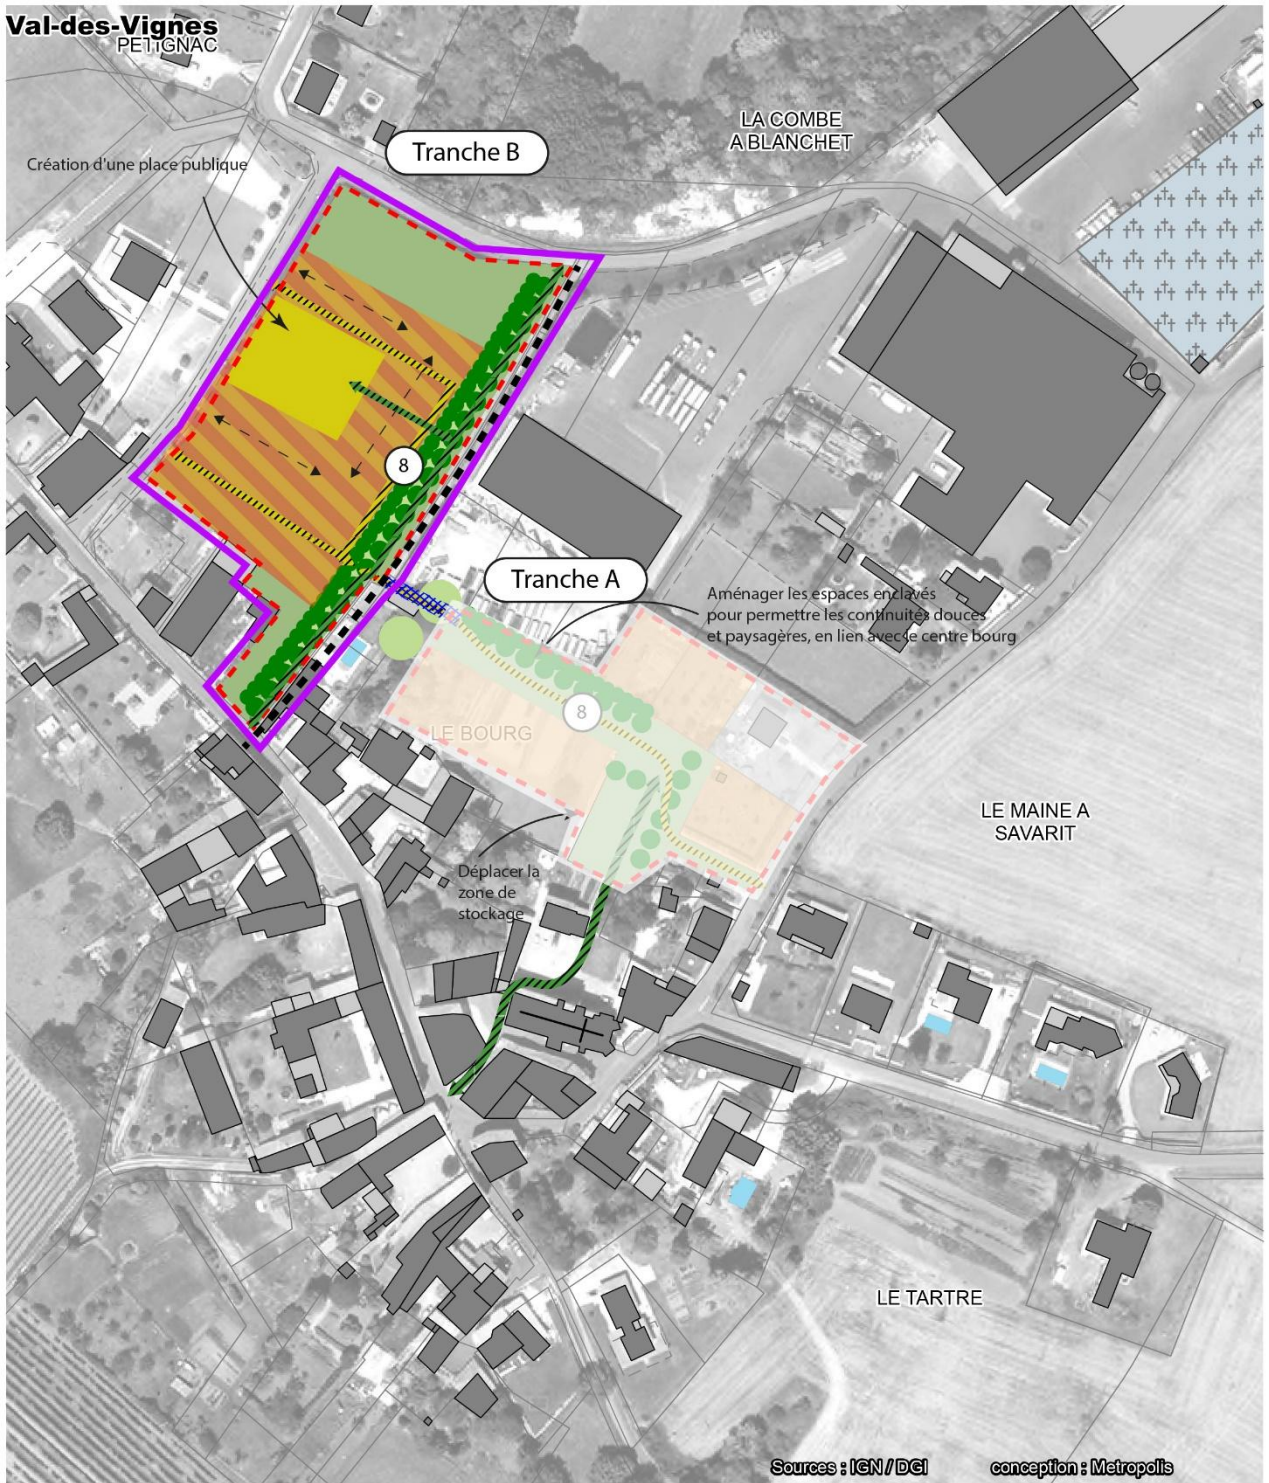 Val-des-Vignes
PETIGNAC
LA COMBE
A BLANCHET
Tranche B
Création d'une place publique
8
Tranche A
Aménager les espaces enclavés
pour permettre les continuités douces
et paysagères, en lien avec le centre bourg
8
LE BOURG
LE MAINE A
SAVARIT
Déplacer la
zone de
stockage
LE TARTRE
Sources : IGN / DGI
conception : Metropolis